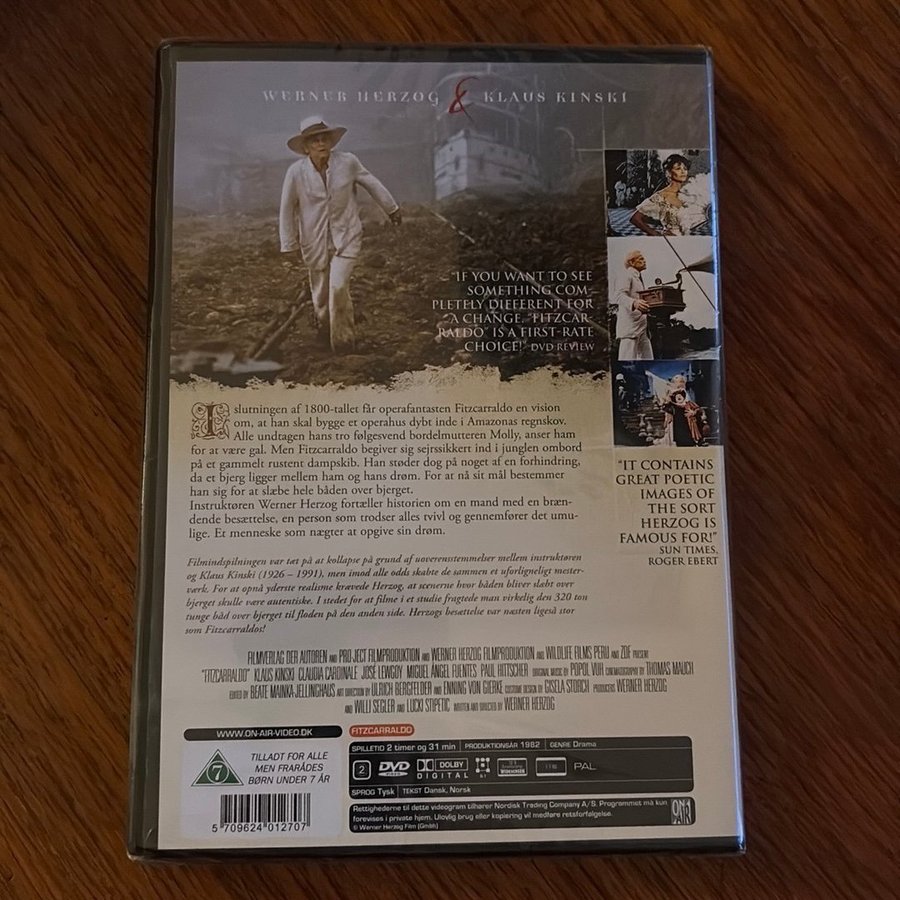 WERNER HERZOG & KLAUS KINSKI
"IF YOU WANT TO SEE
SOMETHING COM-
PLETELY DIFFERENT FOR
A CHANGE, "FITZCAR-
RALDO" IS A FIRST-RATE
CHOICE!" DVD REVIEW
I slutningen af 1800-tallet får operafantasten Fitzcarraldo en vision
om, at han skal bygge et operahus dybt inde i Amazonas regnskov.
Alle undtagen hans tro følgesvend bordelmutteren Molly, anser ham
for at være gal. Men Fitzcarraldo begiver sig sejrssikkert ind i junglen ombord
på et gammelt rustent dampskib. Han støder dog på noget af en forhindring,
da et bjerg ligger mellem ham og hans drøm. For at nå sit mål bestemmer
han sig for at slæbe hele båden over bjerget.
Instruktøren Werner Herzog fortæller historien om en mand med en bræn-
dende besættelse, en person som trodser alles tvivl og gennemfører det umu-
lige. Et menneske som nægter at opgive sin drøm.
"IT CONTAINS
GREAT POETIC
IMAGES OF
THE SORT
HERZOG IS
FAMOUS FOR!"
SUN TIMES,
ROGER EBERT
Filmindspilningen var tæt på at kollapse på grund af uoverensstemmelser mellem instruktøren
og Klaus Kinski (1926 – 1991), men imod alle odds skabte de sammen et uforligneligt mester-
værk. For at opnå yderste realisme krævede Herzog, at scenerne hvor båden bliver slæbt over
bjerget skulle være autentiske. I stedet for at filme i et studie fragtede man virkelig den 320 ton
tunge båd over bjerget til floden på den anden side. Herzogs besættelse var næsten ligeså stor
som Fitzcarraldos!
FILMVERLAG DER AUTOREN AND PRO-JECT FILMPRODUKTION AND WERNER HERZOG FILMPRODUKTION AND WILDLIFE FILMS PERU AND ZDF PRESENT
"FITZCARRALDO" KLAUS KINSKI CLAUDIA CARDINALE JOSÉ LEWGOY MIGUEL ANGEL FUENTES PAUL HITTSCHER ORIGINAL MUSIC BY POPOL VUH CINEMATOGRAPHY BY THOMAS MAUCH
EDITED BY BEATE MAINKA-JELLINGHAUS ART DIRECTION BY ULRICH BERGFELDER AND ENNING VON GIERKE COSTUME DESIGN BY GISELA STORCH PRODUCERS WERNER HERZOG
AND WILLI SEGLER AND LUCKI STIPETIC WRITTEN AND DIRECTED BY WERNER HERZOG
WWW.ON-AIR-VIDEO.DK
7
TILLADT FOR ALLE
MEN FRARÅDES
BØRN UNDER 7 ÅR
5 709624 012707
FITZCARRALDO
SPILLETID 2 timer og 31 min PRODUKTIONSÅR 1982 GENRE Drama
2 DVD VIDEO DOLBY DIGITAL 5.1 WIDESCREEN PAL
SPROG Tysk TEKST Dansk, Norsk
Rettighederne til dette videogram tilhører Nordisk Trading Company A/S. Programmet må kun
forevises i private hjem. Ulovlig brug eller kopiering vil medføre retsforfølgelse.
© Werner Herzog Film (Gmbh)
ON AIR